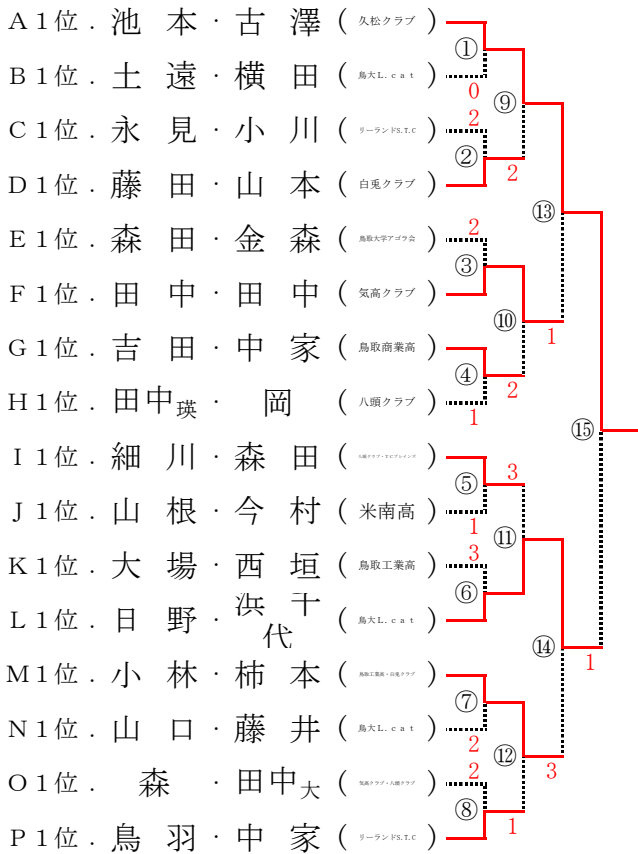 A1位．池　本・古　澤（久松クラブ）
①
B1位．土　遠・横　田（鳥大L.cat）
0
⑨
C1位．永　見・小　川（リーランドS.T.C）
2
②
D1位．藤　田・山　本（白兎クラブ）
2
⑬
E1位．森　田・金　森（鳥取大学アゴラ会）
2
③
F1位．田　中・田　中（気高クラブ）
⑩
1
G1位．吉　田・中　家（鳥取商業高）
④
2
H1位．田中瑛・　岡　（八頭クラブ）
1
⑮
I1位．細　川・森　田
⑤
3
J1位．山　根・今　村（米南高）
1
⑪
K1位．大　場・西　垣（鳥取工業高）
3
⑥
L1位．日　野・浜　千代（鳥大L.cat）
⑭
1
M1位．小　林・柿　本（鳥取工業高・白兎クラブ）
⑦
N1位．山　口・藤　井（鳥大L.cat）
2
⑫
3
O1位．　森　・田中大（気高クラブ・八頭クラブ）
2
⑧
1
P1位．鳥　羽・中　家（リーランドS.T.C）